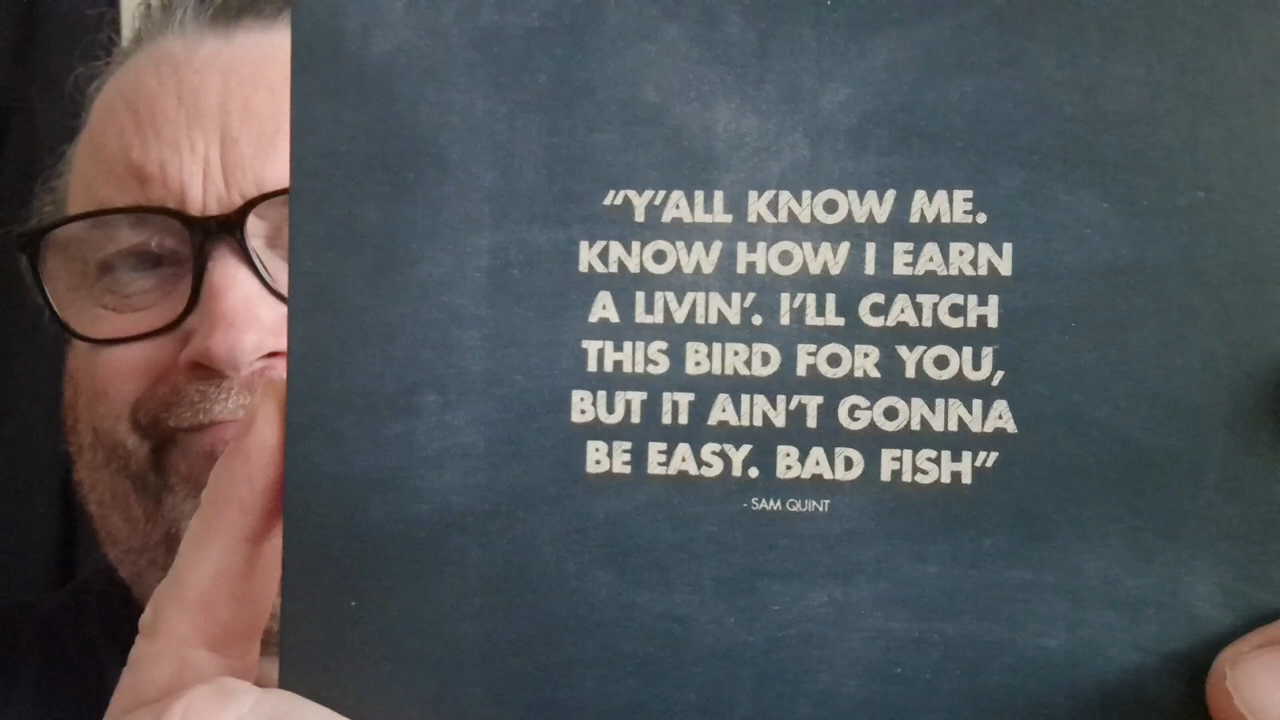 “Y’ALL KNOW ME.
KNOW HOW I EARN
A LIVIN’. I’LL CATCH
THIS BIRD FOR YOU,
BUT IT AIN’T GONNA
BE EASY. BAD FISH”
- SAM QUINT